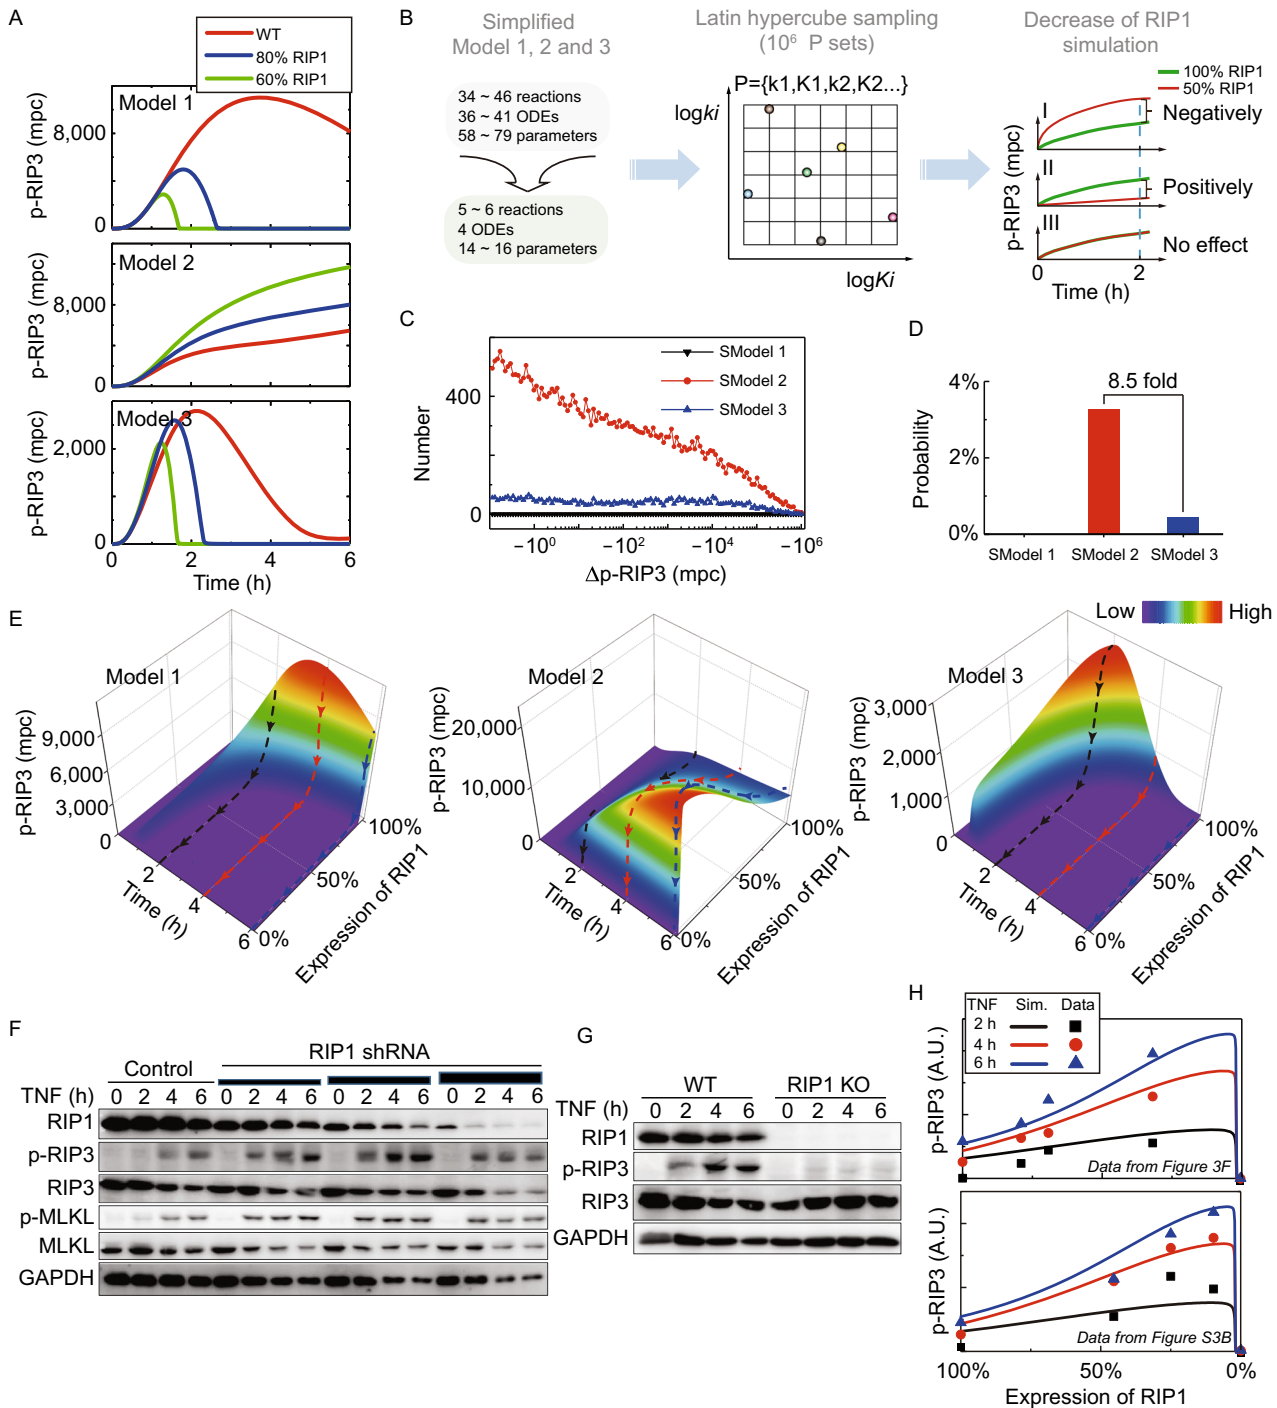 A
WT
80% RIP1
60% RIP1
Model 1
p-RIP3 (mpc)
8,000
0
Model 2
p-RIP3 (mpc)
8,000
0
Model 3
p-RIP3 (mpc)
2,000
0
0 2 4 6
Time (h)
B
Simplified
Model 1, 2 and 3
34 ~ 46 reactions
36 ~ 41 ODEs
58 ~ 79 parameters
5 ~ 6 reactions
4 ODEs
14 ~ 16 parameters
Latin hypercube sampling
(10⁶ P sets)
P={k1,K1,k2,K2...}
logki
logKi
Decrease of RIP1
simulation
100% RIP1
50% RIP1
p-RIP3 (mpc)
I
Negatively
II
Positively
III
No effect
0 2
Time (h)
C
SModel 1
SModel 2
SModel 3
Number
400
0
−10⁰ −10² −10⁴ −10⁶
Δp-RIP3 (mpc)
D
8.5 fold
Probability
4%
2%
0%
SModel 1 SModel 2 SModel 3
E
Low High
Model 1
p-RIP3 (mpc)
9,000
6,000
3,000
0
2
4
6
Time (h)
0%
50%
100%
Expression of RIP1
Model 2
p-RIP3 (mpc)
20,000
10,000
0
2
4
6
Time (h)
0%
50%
100%
Expression of RIP1
Model 3
p-RIP3 (mpc)
3,000
2,000
1,000
0
2
4
6
Time (h)
0%
50%
100%
Expression of RIP1
F
Control RIP1 shRNA
TNF (h) 0 2 4 6 0 2 4 6 0 2 4 6 0 2 4 6
RIP1
p-RIP3
RIP3
p-MLKL
MLKL
GAPDH
G
WT RIP1 KO
TNF (h) 0 2 4 6 0 2 4 6
RIP1
p-RIP3
RIP3
GAPDH
H
TNF Sim. Data
2 h
4 h
6 h
p-RIP3 (A.U.)
Data from Figure 3F
p-RIP3 (A.U.)
Data from Figure S3B
100% 50% 0%
Expression of RIP1